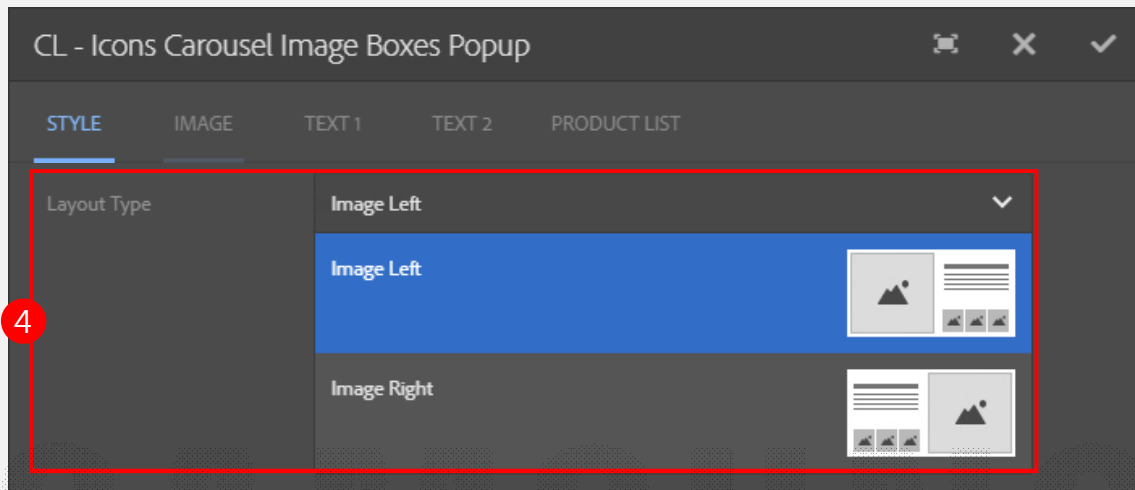 CL - Icons Carousel Image Boxes Popup
STYLE IMAGE TEXT 1 TEXT 2 PRODUCT LIST
Layout Type Image Left
Image Left
4
Image Right